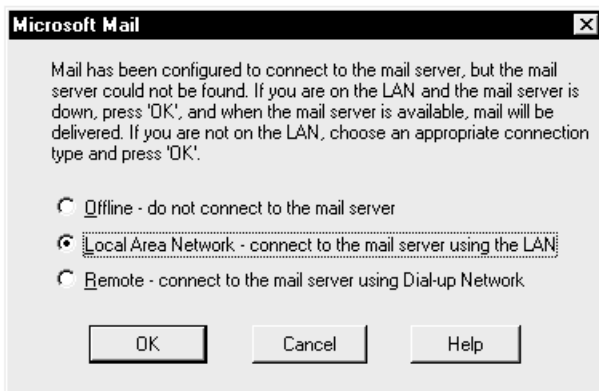 Microsoft Mail
Mail has been configured to connect to the mail server, but the mail
server could not be found. If you are on the LAN and the mail server is
down, press 'OK', and when the mail server is available, mail will be
delivered. If you are not on the LAN, choose an appropriate connection
type and press 'OK'.
Offline - do not connect to the mail server
Local Area Network - connect to the mail server using the LAN
Remote - connect to the mail server using Dial-up Network
OK Cancel Help